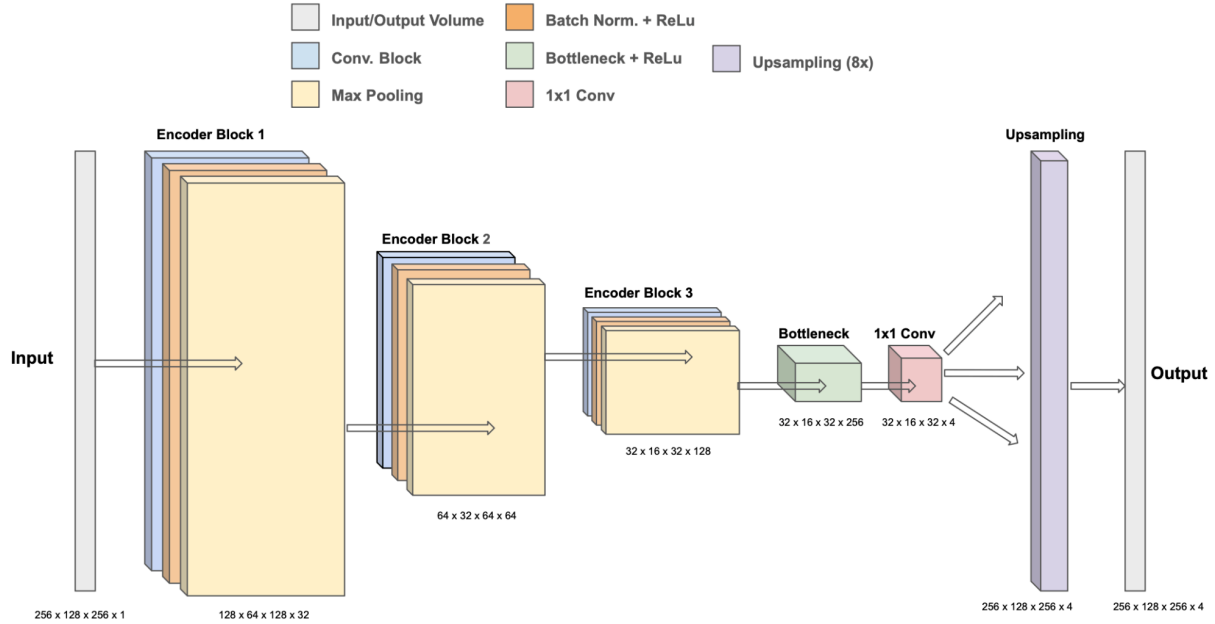 Input/Output Volume
Batch Norm. + ReLu
Conv. Block
Bottleneck + ReLu
Upsampling (8x)
Max Pooling
1x1 Conv
Encoder Block 1
Upsampling
Encoder Block 2
Encoder Block 3
Bottleneck
1x1 Conv
Input
Output
32 x 16 x 32 x 256
32 x 16 x 32 x 4
32 x 16 x 32 x 128
64 x 32 x 64 x 64
256 x 128 x 256 x 1
128 x 64 x 128 x 32
256 x 128 x 256 x 4
256 x 128 x 256 x 4